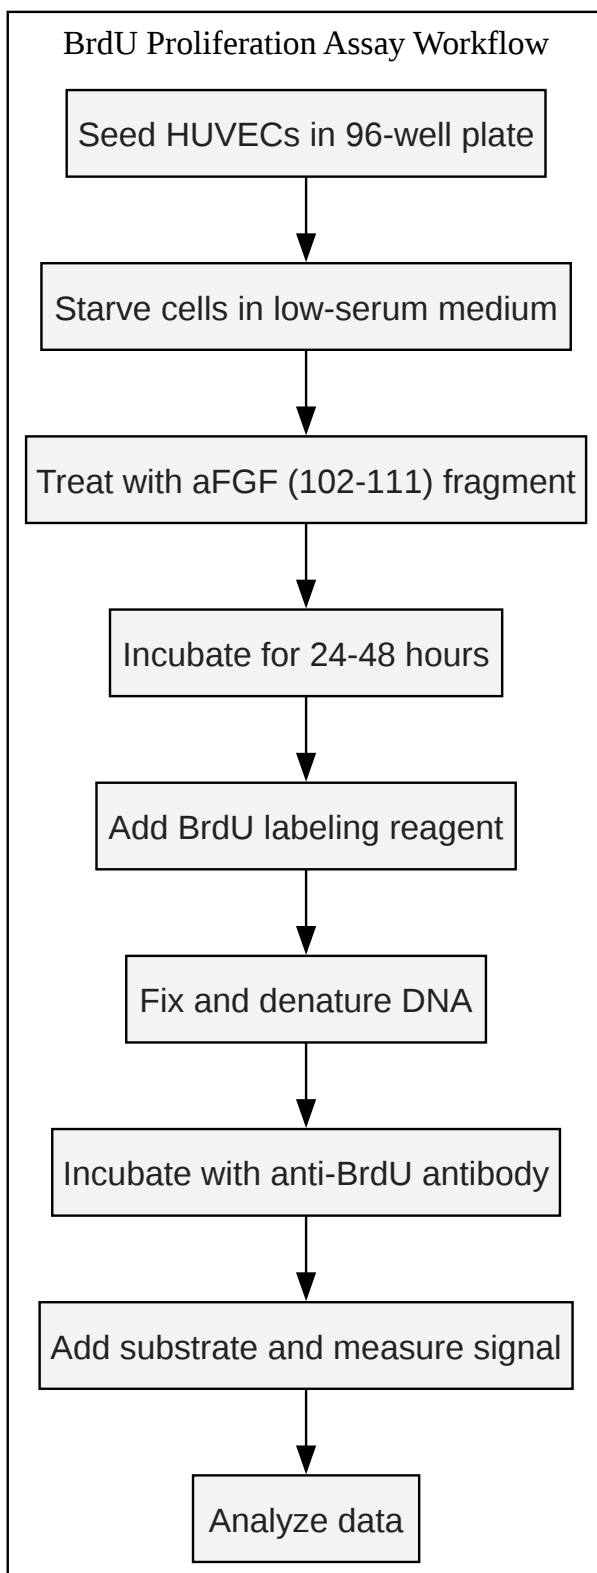 BrdU Proliferation Assay Workflow
Seed HUVECs in 96-well plate
Starve cells in low-serum medium
Treat with aFGF (102-111) fragment
Incubate for 24-48 hours
Add BrdU labeling reagent
Fix and denature DNA
Incubate with anti-BrdU antibody
Add substrate and measure signal
Analyze data